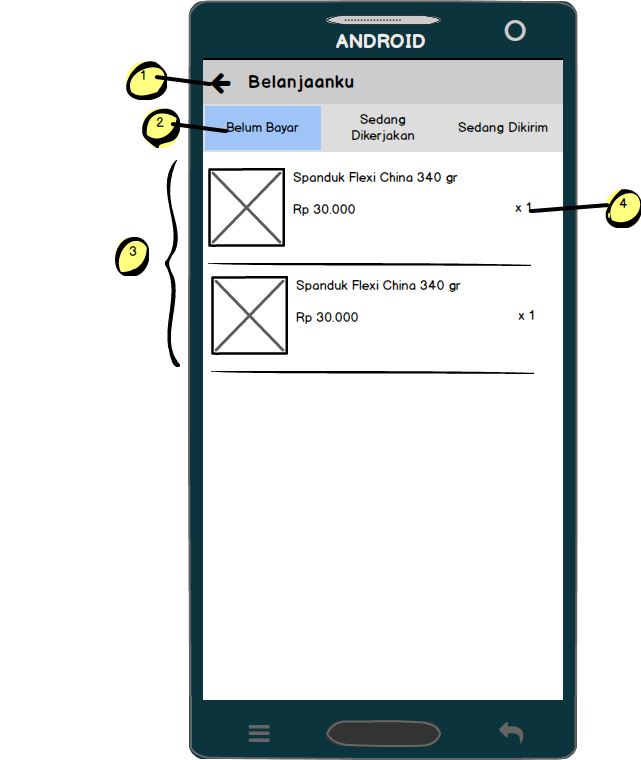 ANDROID
1
Belanjaanku
2
Belum Bayar
Sedang
Dikerjakan
Sedang Dikirim
Spanduk Flexi China 340 gr
Rp 30.000
x 1
4
3
Spanduk Flexi China 340 gr
Rp 30.000
x 1